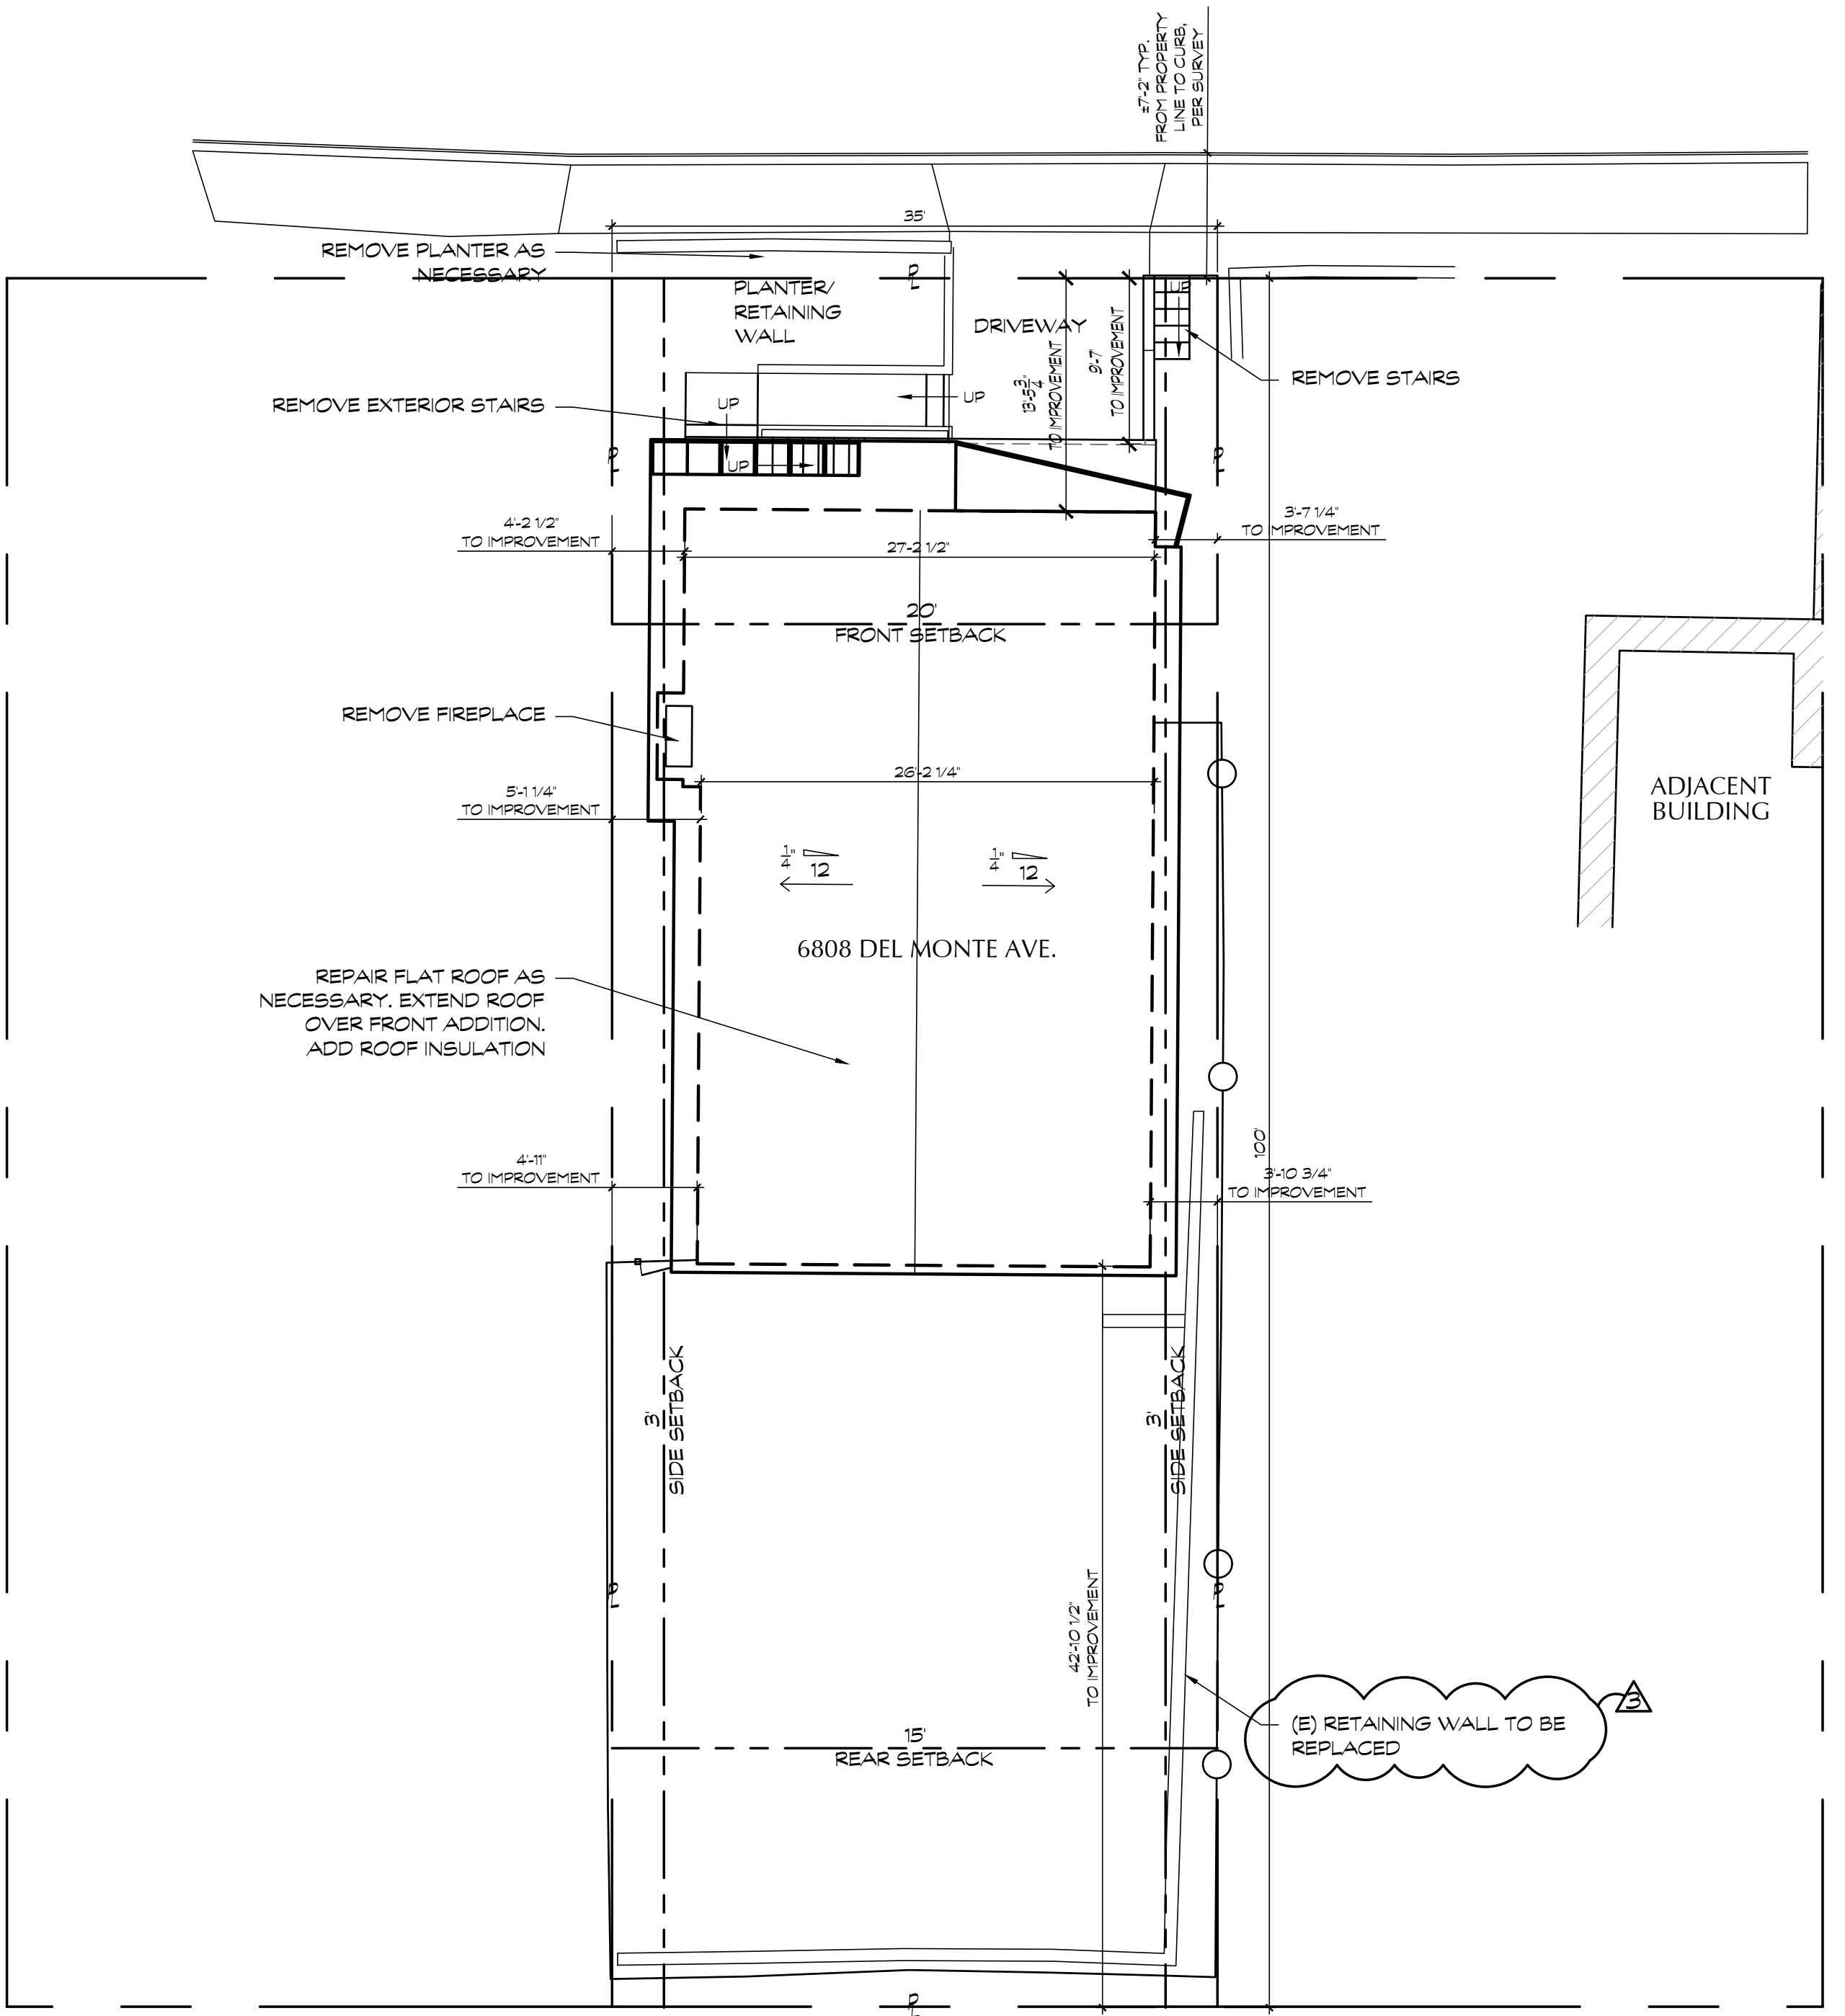 ±7'-2" TYP.
FROM PROPERTY
LINE TO CURB,
PER SURVEY
35'
REMOVE PLANTER AS
NECESSARY
PL
PLANTER/
RETAINING
WALL
DRIVEWAY
UP
13'-5 3/4"
TO IMPROVEMENT
9'-7"
TO IMPROVEMENT
REMOVE STAIRS
REMOVE EXTERIOR STAIRS
UP
UP
UP
PL
PL
4'-2 1/2"
TO IMPROVEMENT
3'-7 1/4"
TO IMPROVEMENT
27'-2 1/2"
20'
FRONT SETBACK
REMOVE FIREPLACE
26'-2 1/4"
5'-1 1/4"
TO IMPROVEMENT
ADJACENT
BUILDING
1/4"
12
1/4"
12
6808 DEL MONTE AVE.
REPAIR FLAT ROOF AS
NECESSARY. EXTEND ROOF
OVER FRONT ADDITION.
ADD ROOF INSULATION
4'-11"
TO IMPROVEMENT
100'
3'-10 3/4"
TO IMPROVEMENT
3'
SIDE SETBACK
3'
SIDE SETBACK
PL
PL
42'-10 1/2"
TO IMPROVEMENT
3
(E) RETAINING WALL TO BE
REPLACED
15'
REAR SETBACK
PL